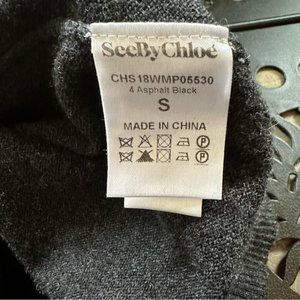 SeeByChloé
CHS18WMP05530
4 Asphalt Black
S
MADE IN CHINA
P
P